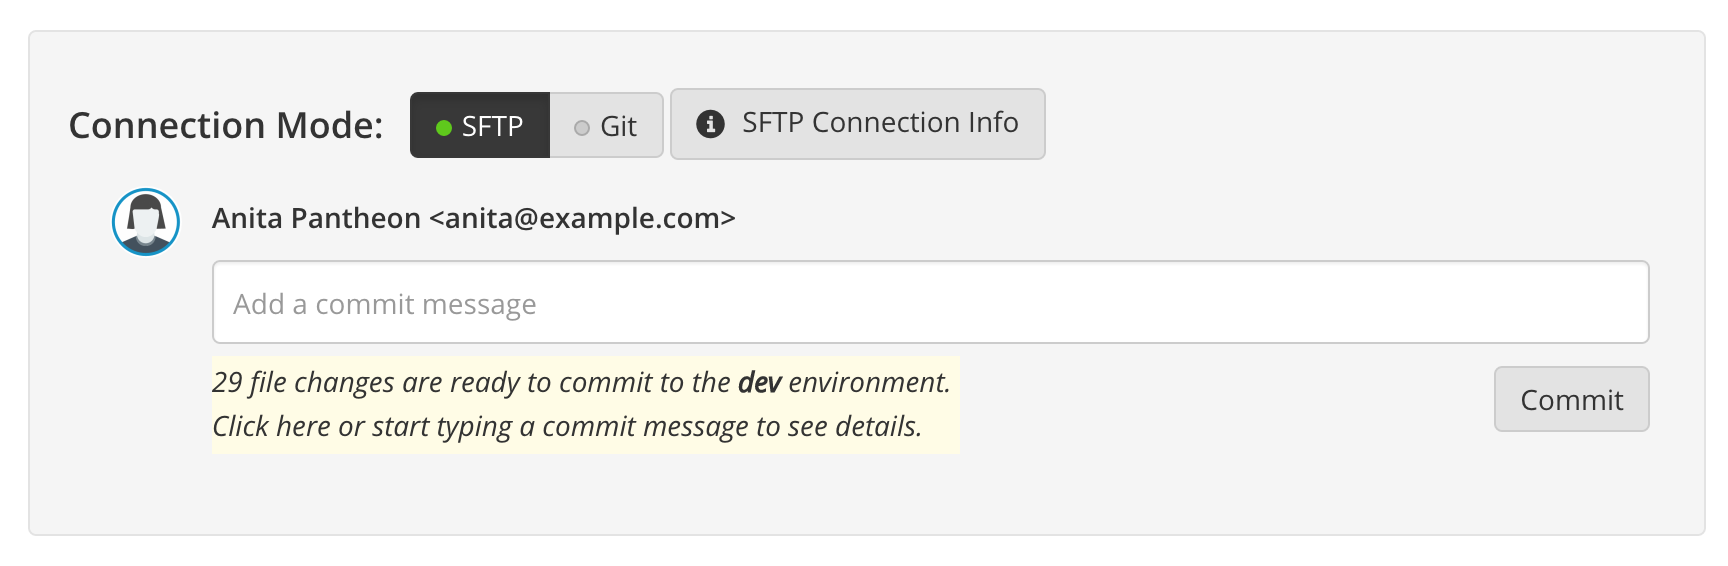 Connection Mode: SFTP Git SFTP Connection Info
Anita Pantheon <anita@example.com>
Add a commit message
29 file changes are ready to commit to the dev environment.
Click here or start typing a commit message to see details.
Commit